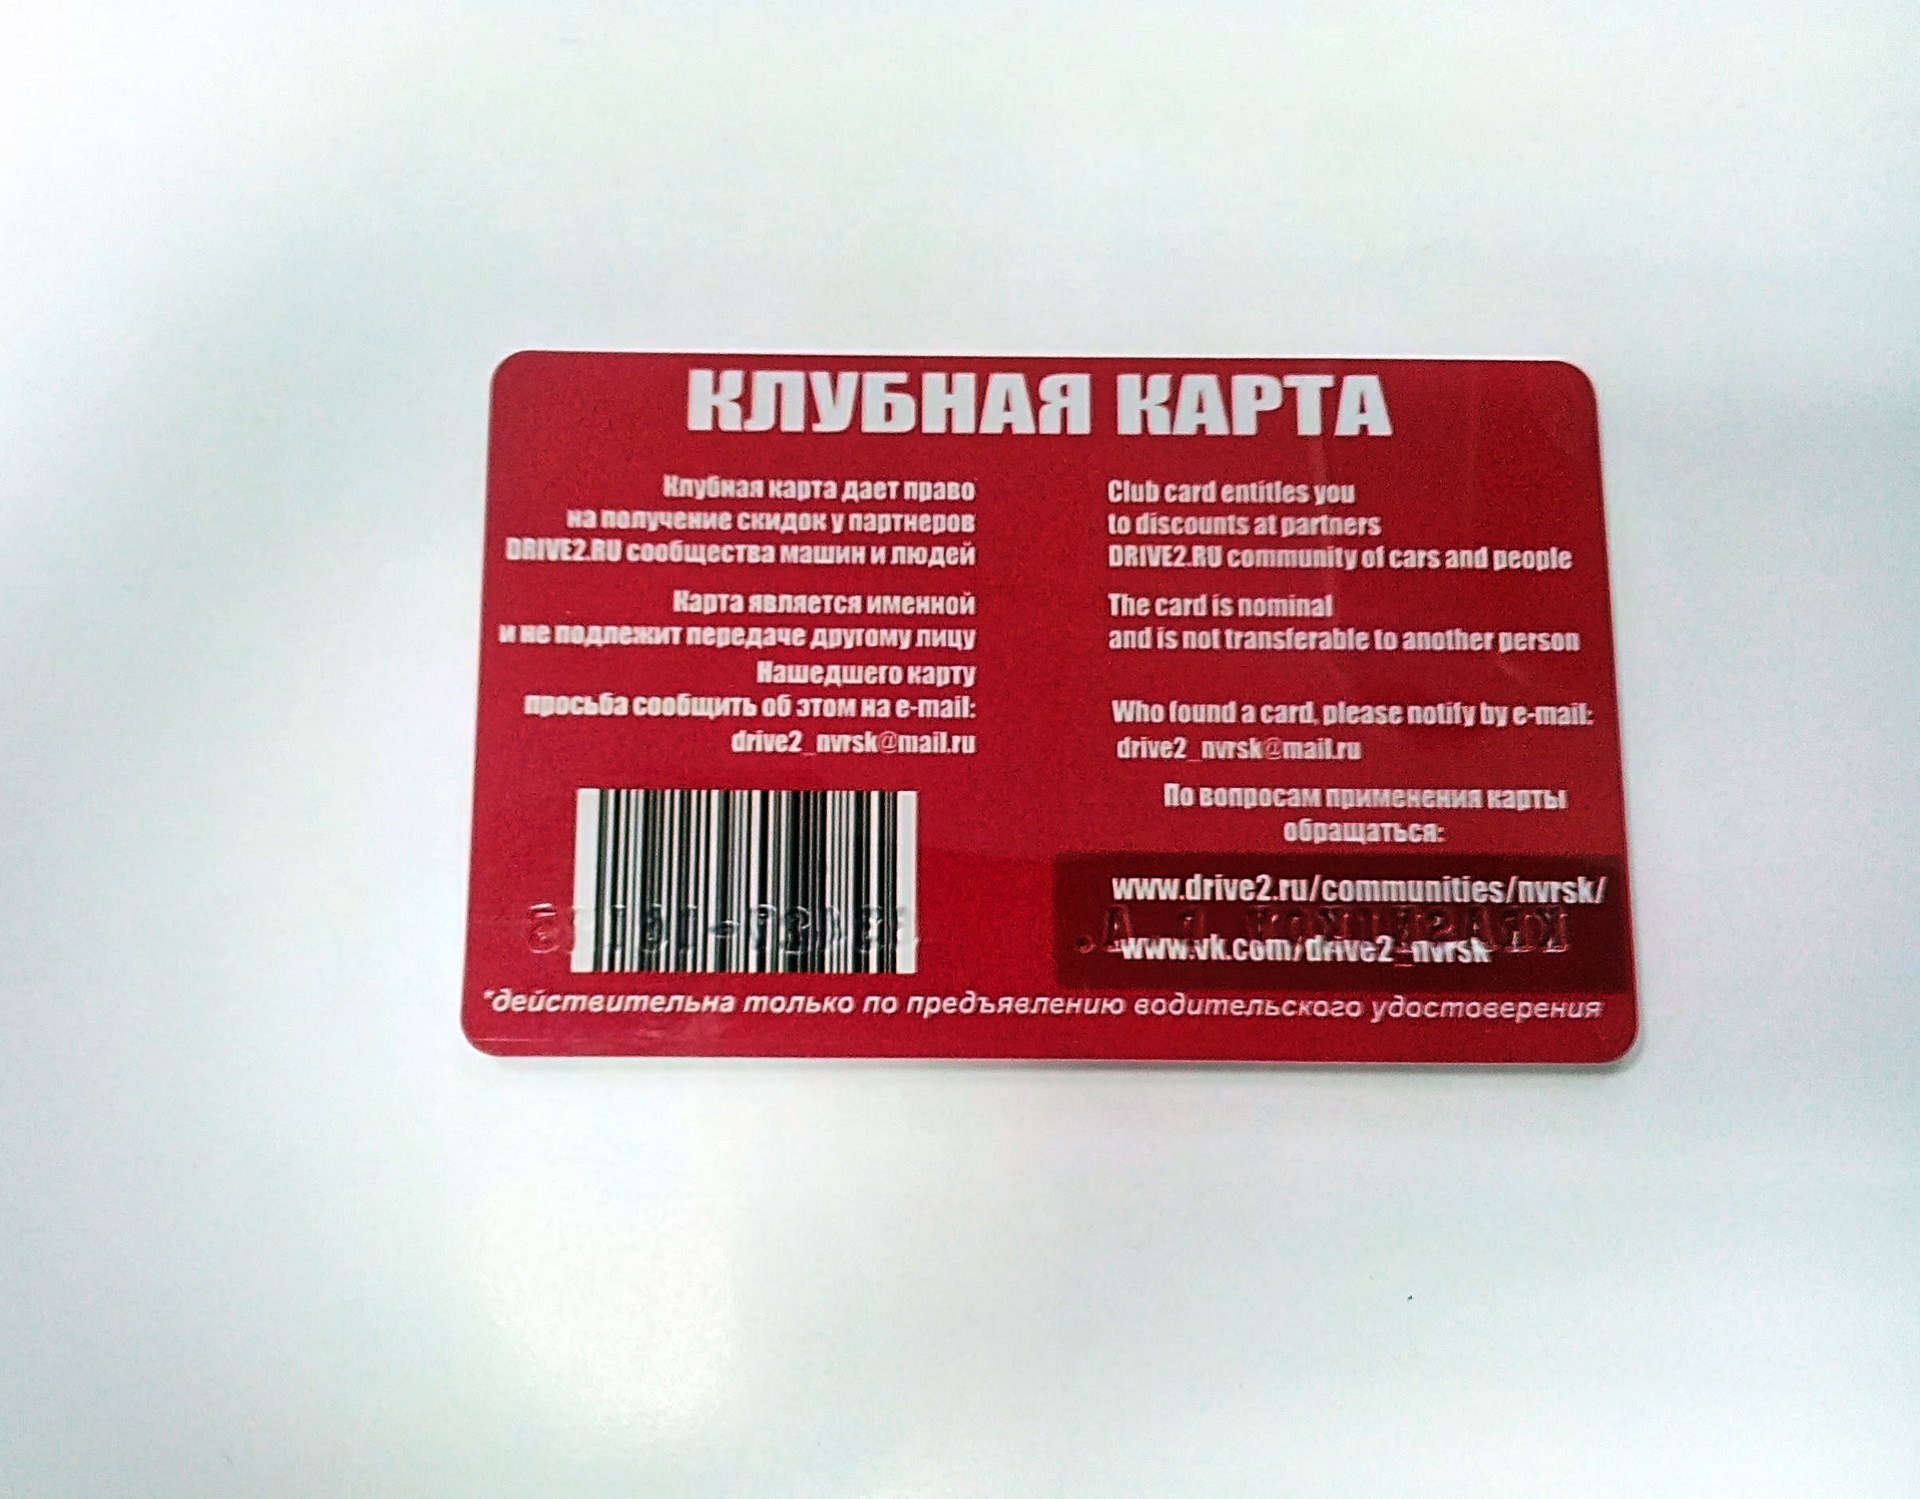 КЛУБНАЯ КАРТА
Клубная карта дает право
на получение скидок у партнеров
DRIVE2.RU сообщества машин и людей
Карта является именной
и не подлежит передаче другому лицу
Нашедшего карту
просьба сообщить об этом на e-mail:
drive2_nvrsk@mail.ru
Club card entitles you
to discounts at partners
DRIVE2.RU community of cars and people
The card is nominal
and is not transferable to another person
Who found a card, please notify by e-mail:
drive2_nvrsk@mail.ru
По вопросам применения карты
обращаться:
www.drive2.ru/communities/nvrsk/
www.vk.com/drive2_nvrsk
*действительна только по предъявлению водительского удостоверения